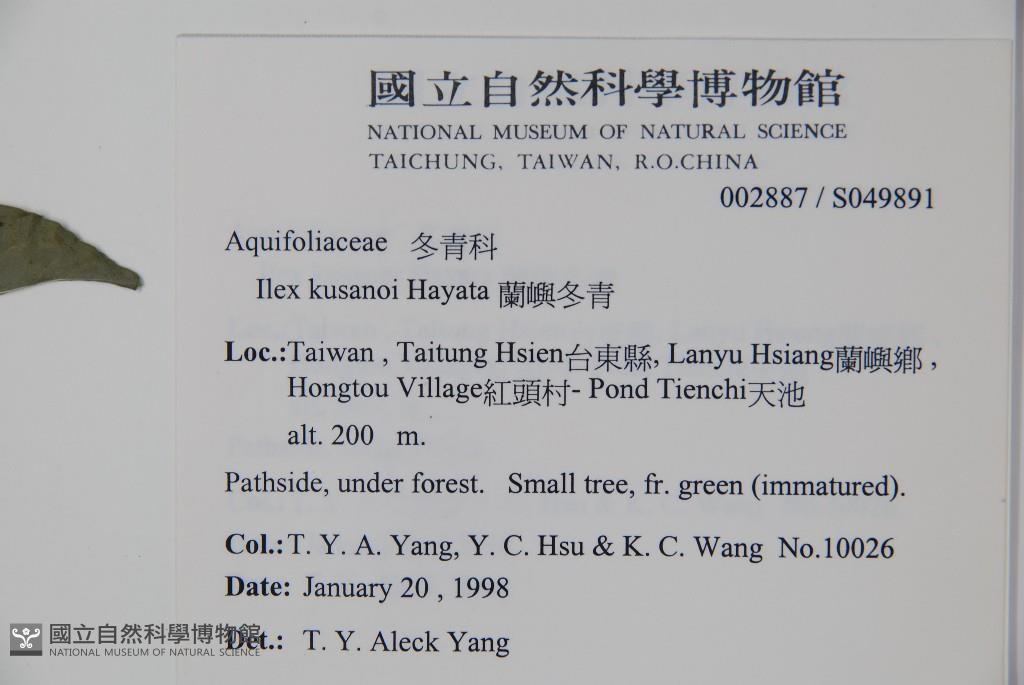 國立自然科學博物館
NATIONAL MUSEUM OF NATURAL SCIENCE
TAICHUNG, TAIWAN, R.O.CHINA
002887 / S049891
Aquifoliaceae 冬青科
Ilex kusanoi Hayata 蘭嶼冬青
Loc.:Taiwan , Taitung Hsien台東縣, Lanyu Hsiang蘭嶼鄉 ,
Hongtou Village紅頭村- Pond Tienchi天池
alt. 200 m.
Pathside, under forest. Small tree, fr. green (immatured).
Col.: T. Y. A. Yang, Y. C. Hsu & K. C. Wang No.10026
Date: January 20 , 1998
Det.: T. Y. Aleck Yang
國立自然科學博物館
NATIONAL MUSEUM OF NATURAL SCIENCE